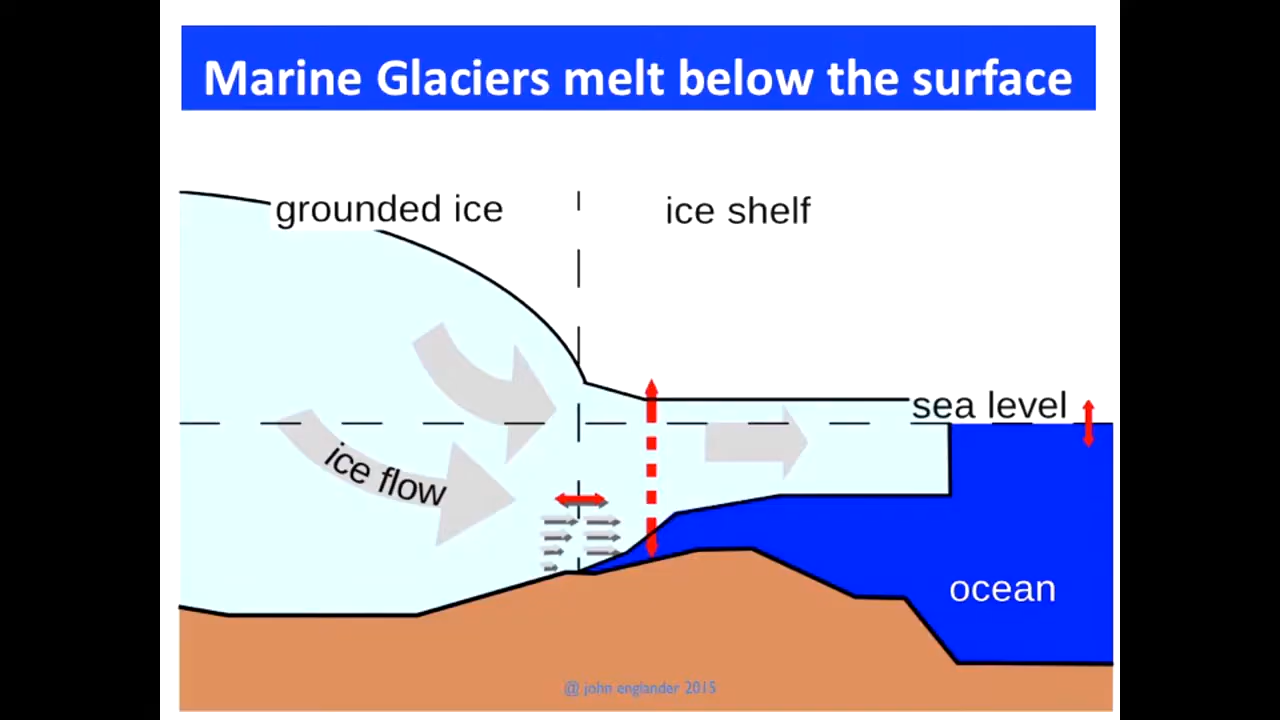 Marine Glaciers melt below the surface
grounded ice
ice shelf
sea level
ice flow
ocean
@ john englander 2015